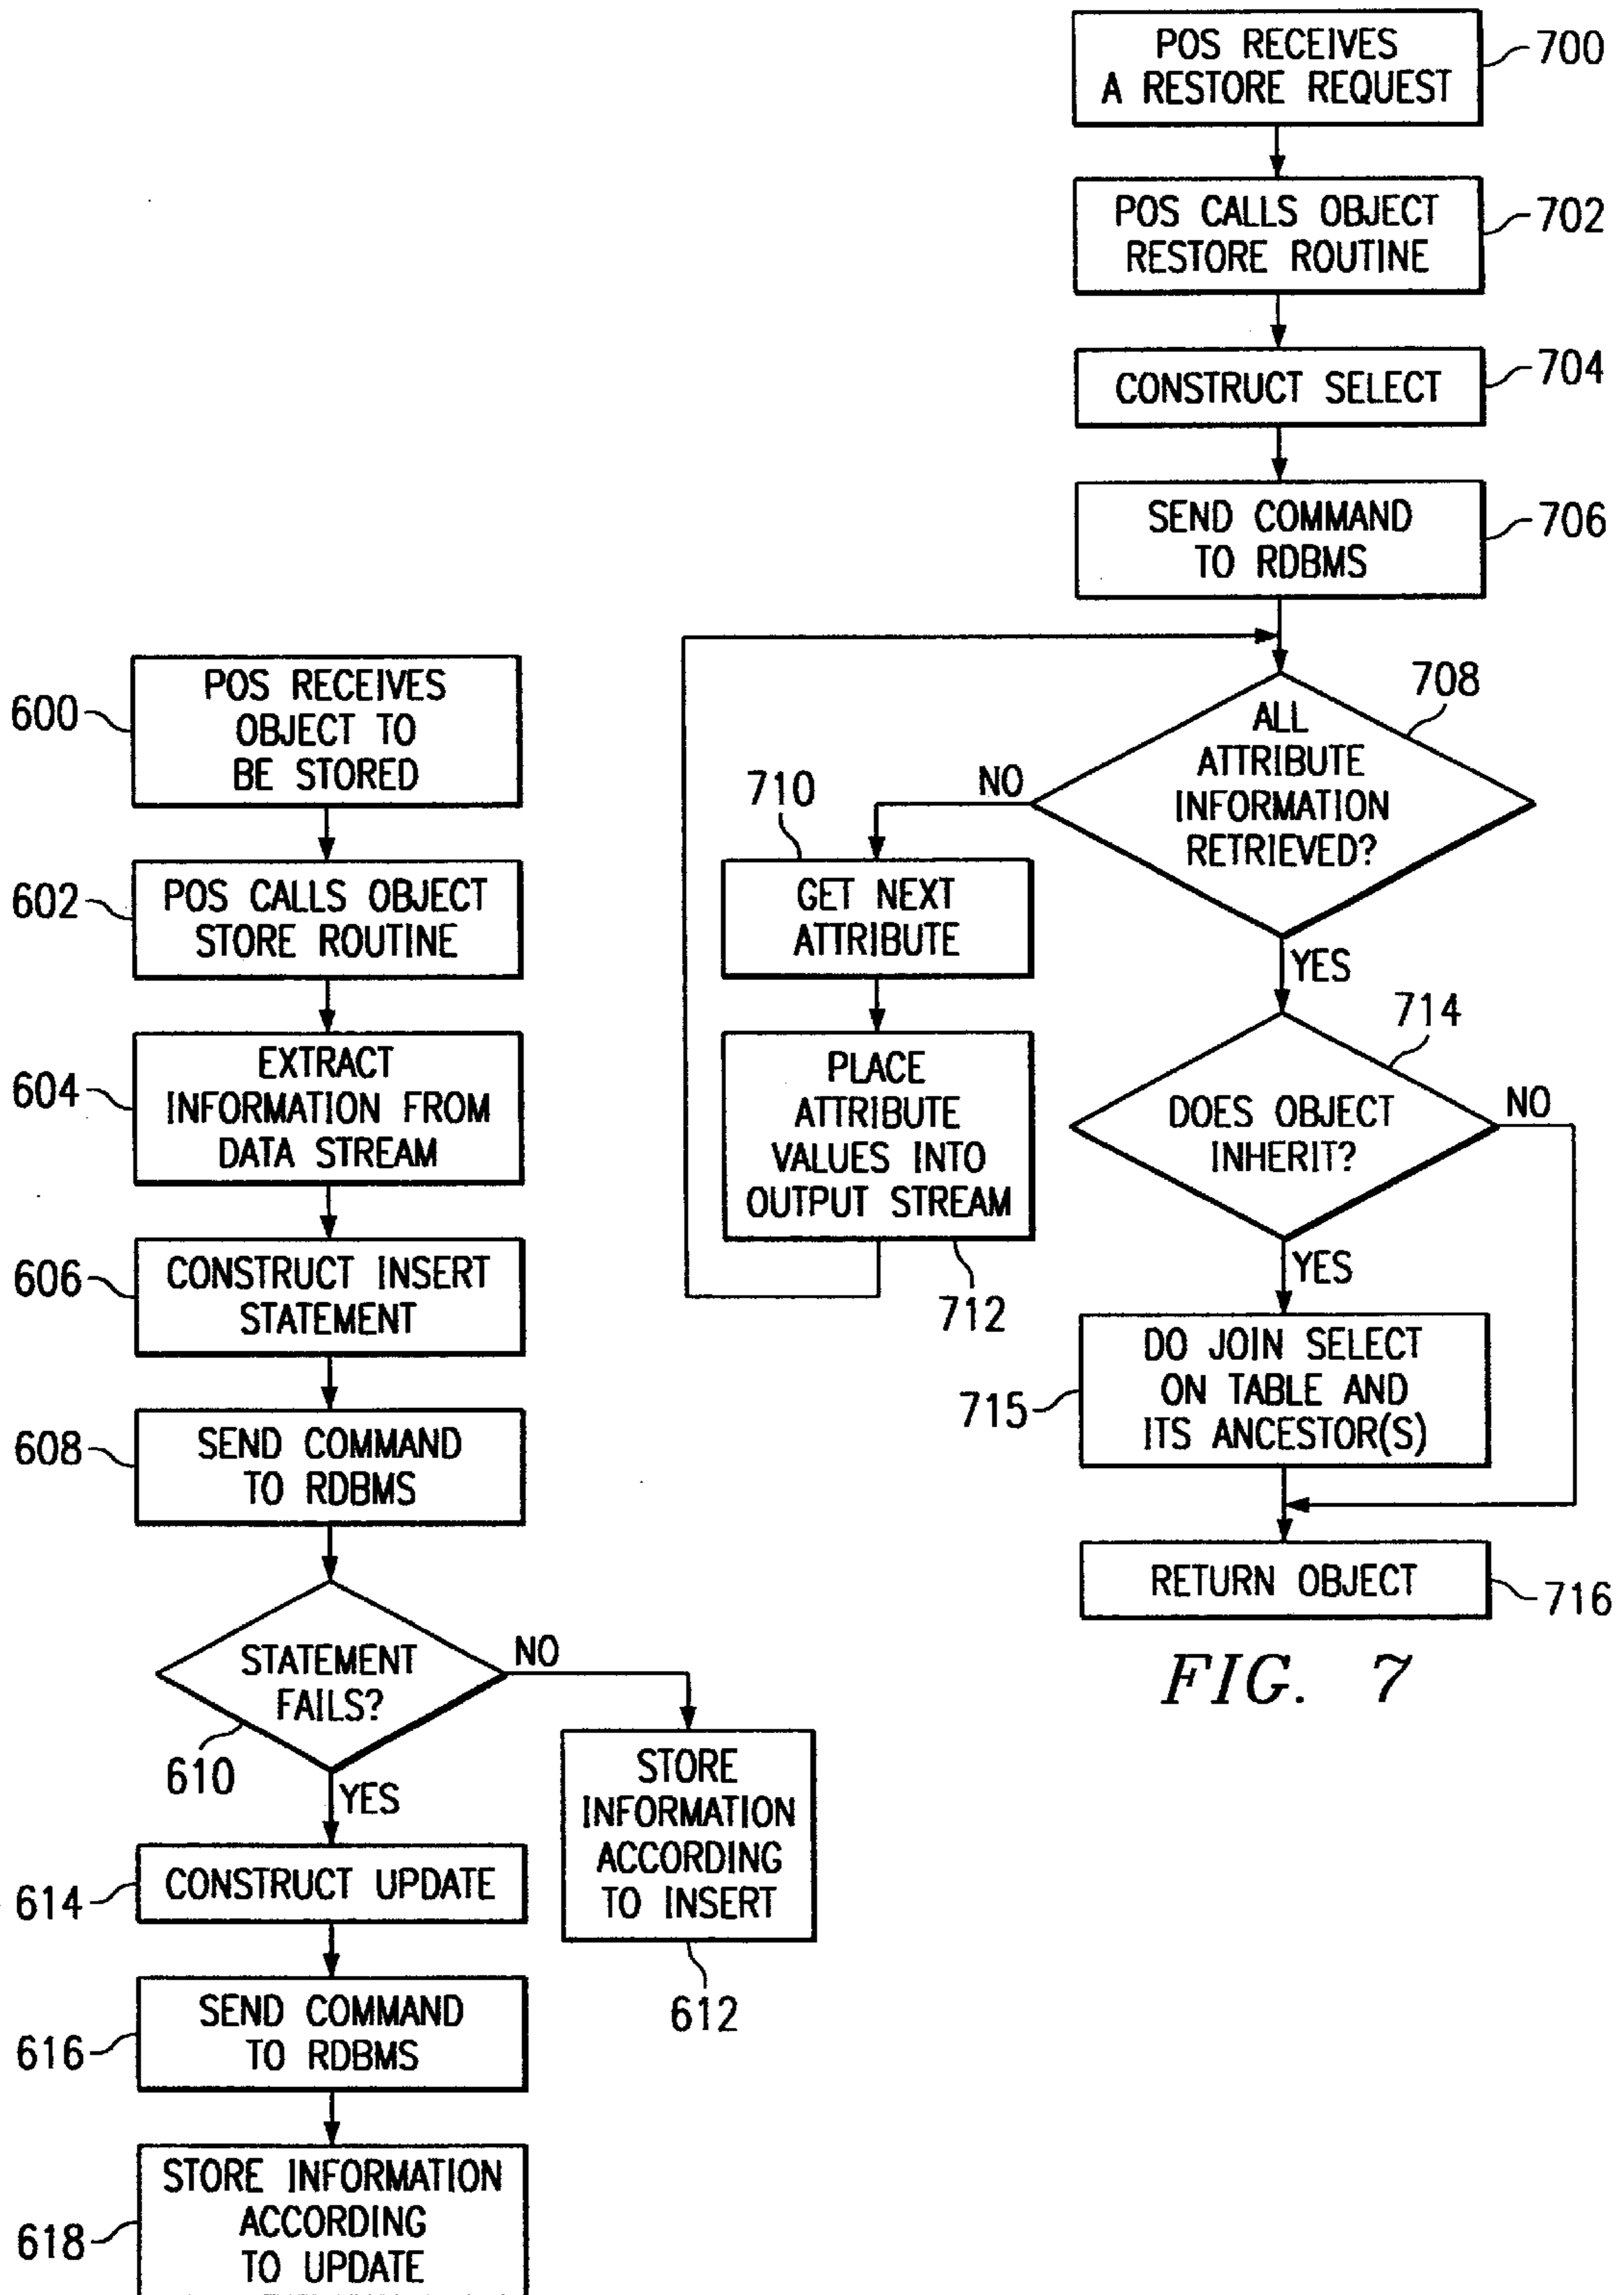 600
POS RECEIVES
OBJECT TO
BE STORED
602
POS CALLS OBJECT
STORE ROUTINE
604
EXTRACT
INFORMATION FROM
DATA STREAM
606
CONSTRUCT INSERT
STATEMENT
608
SEND COMMAND
TO RDBMS
STATEMENT
FAILS?
610
NO
YES
STORE
INFORMATION
ACCORDING
TO INSERT
612
614
CONSTRUCT UPDATE
616
SEND COMMAND
TO RDBMS
618
STORE INFORMATION
ACCORDING
TO UPDATE
POS RECEIVES
A RESTORE REQUEST
700
POS CALLS OBJECT
RESTORE ROUTINE
702
CONSTRUCT SELECT
704
SEND COMMAND
TO RDBMS
706
708
ALL
ATTRIBUTE
INFORMATION
RETRIEVED?
NO
710
GET NEXT
ATTRIBUTE
PLACE
ATTRIBUTE
VALUES INTO
OUTPUT STREAM
712
YES
714
DOES OBJECT
INHERIT?
NO
YES
715
DO JOIN SELECT
ON TABLE AND
ITS ANCESTOR(S)
RETURN OBJECT
716
FIG. 7